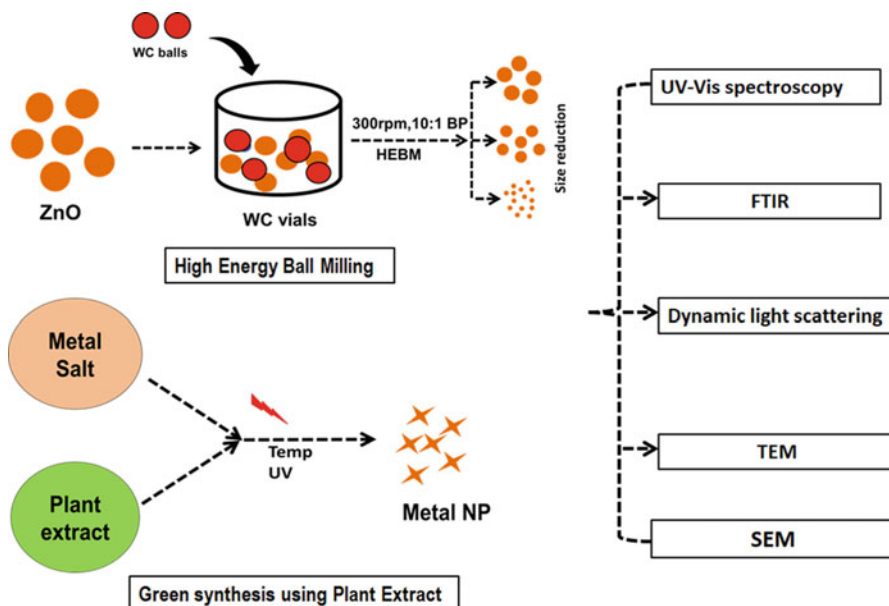 WC balls
ZnO
WC vials
300rpm,10:1 BP
HEBM
Size reduction
High Energy Ball Milling
Metal
Salt
Plant
extract
Temp
UV
Metal NP
Green synthesis using Plant Extract
UV-Vis spectroscopy
FTIR
Dynamic light scattering
TEM
SEM